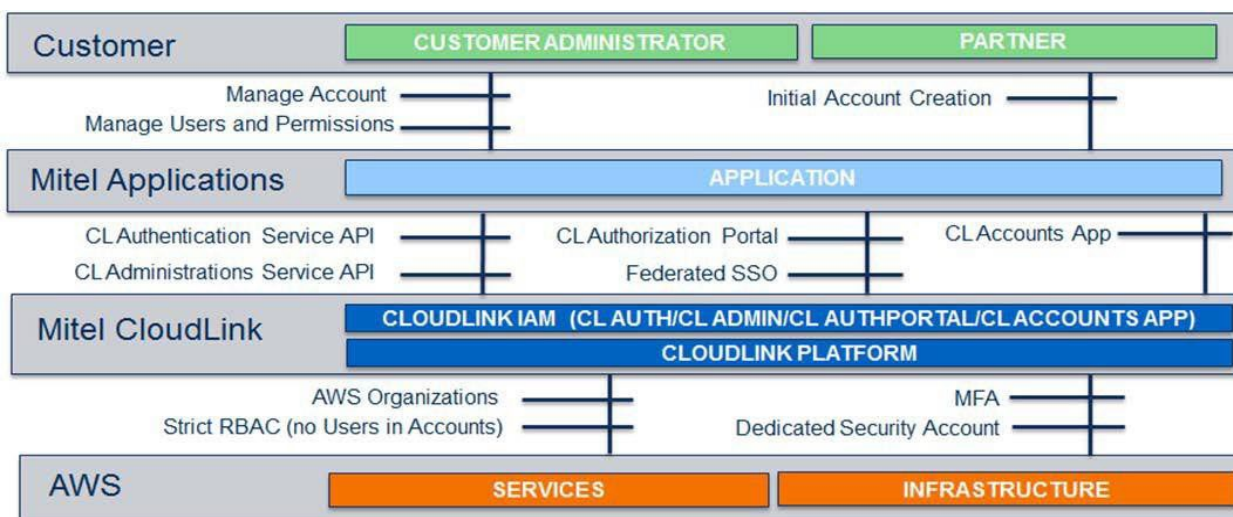 Customer
CUSTOMER ADMINISTRATOR
PARTNER
Manage Account
Initial Account Creation
Manage Users and Permissions
Mitel Applications
APPLICATION
CL Authentication Service API
CL Authorization Portal
CL Accounts App
CL Administrations Service API
Federated SSO
Mitel CloudLink
CLOUDLINK IAM (CL AUTH/CL ADMIN/CL AUTHPORTAL/CL ACCOUNTS APP)
CLOUDLINK PLATFORM
AWS Organizations
MFA
Strict RBAC (no Users in Accounts)
Dedicated Security Account
AWS
SERVICES
INFRASTRUCTURE